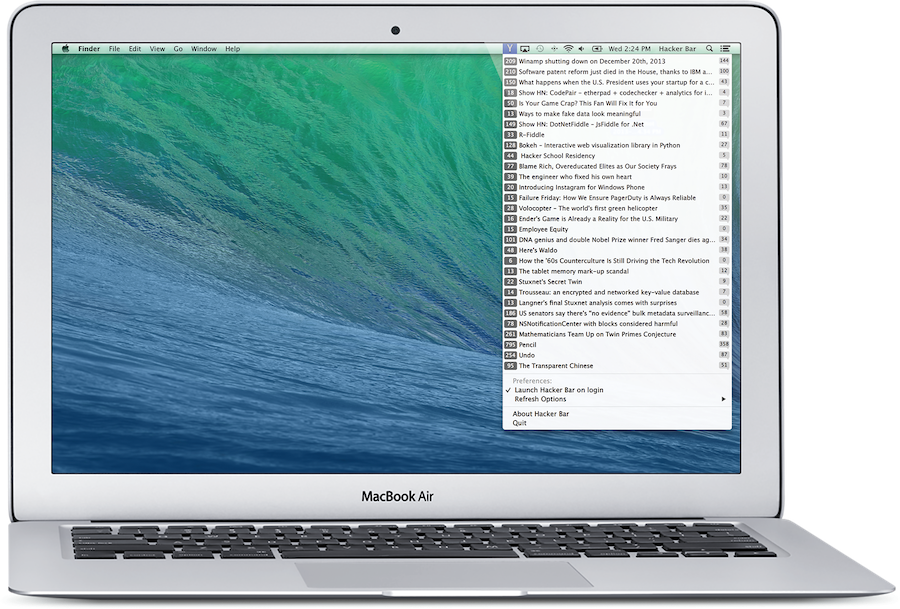 Finder File Edit View Go Window Help Y Wed 2:24 PM Hacker Bar
209 Winamp shutting down on December 20th, 2013 144
210 Software patent reform just died in the House, thanks to IBM a... 100
150 What happens when the U.S. President uses your startup for a c... 43
18 Show HN: CodePair - etherpad + codechecker + analytics for i... 4
50 Is Your Game Crap? This Fan Will Fix It for You 7
13 Ways to make fake data look meaningful 3
149 Show HN: DotNetFiddle - JsFiddle for .Net 67
33 R-Fiddle 11
128 Bokeh - Interactive web visualization library in Python 27
44 Hacker School Residency 5
77 Blame Rich, Overeducated Elites as Our Society Frays 78
39 The engineer who fixed his own heart 10
20 Introducing Instagram for Windows Phone 13
15 Failure Friday: How We Ensure PagerDuty is Always Reliable 0
28 Volocopter - The world's first green helicopter 35
16 Ender's Game is Already a Reality for the U.S. Military 22
15 Employee Equity 0
101 DNA genius and double Nobel Prize winner Fred Sanger dies ag... 34
48 Here's Waldo 38
6 How the '60s Counterculture Is Still Driving the Tech Revolution 0
13 The tablet memory mark-up scandal 12
22 Stuxnet's Secret Twin 9
14 Trousseau: an encrypted and networked key-value database 7
13 Langner's final Stuxnet analysis comes with surprises 0
186 US senators say there's "no evidence" bulk metadata surveillanc... 58
78 NSNotificationCenter with blocks considered harmful 28
261 Mathematicians Team Up on Twin Primes Conjecture 83
795 Pencil 358
254 Undo 87
95 The Transparent Chinese 51
Preferences:
✓ Launch Hacker Bar on login
Refresh Options
About Hacker Bar
Quit
MacBook Air